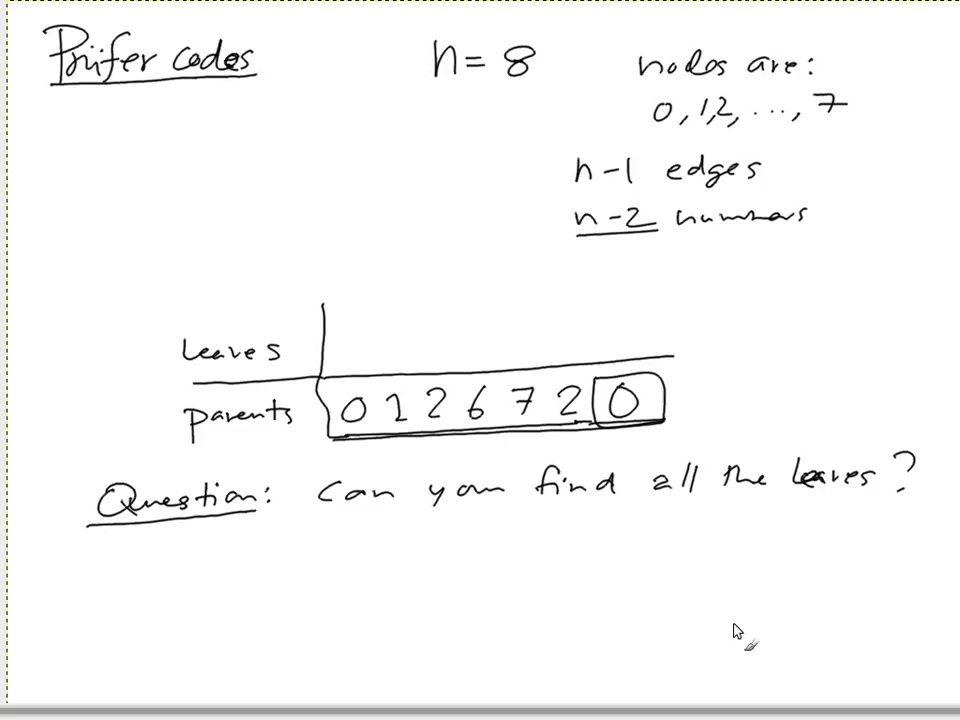 Prüfer codes n = 8 nodes are:
0, 1, 2, ..., 7
n-1 edges
n-2 numbers
leaves
parents 0 1 2 6 7 2 0
Question: Can you find all the leaves?